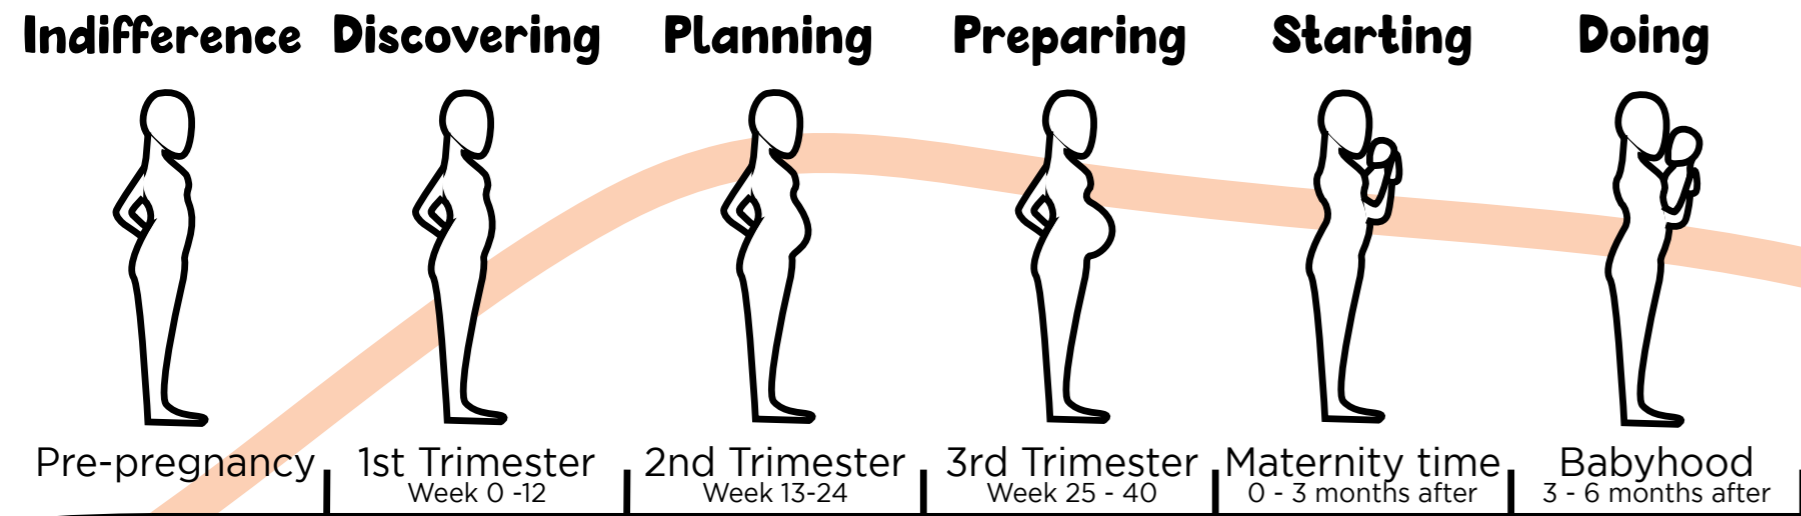 Indifference Discovering Planning Preparing Starting Doing
Pre-pregnancy 1st Trimester 2nd Trimester 3rd Trimester Maternity time Babyhood
Week 0 -12 Week 13-24 Week 25 - 40 0 - 3 months after 3 - 6 months after